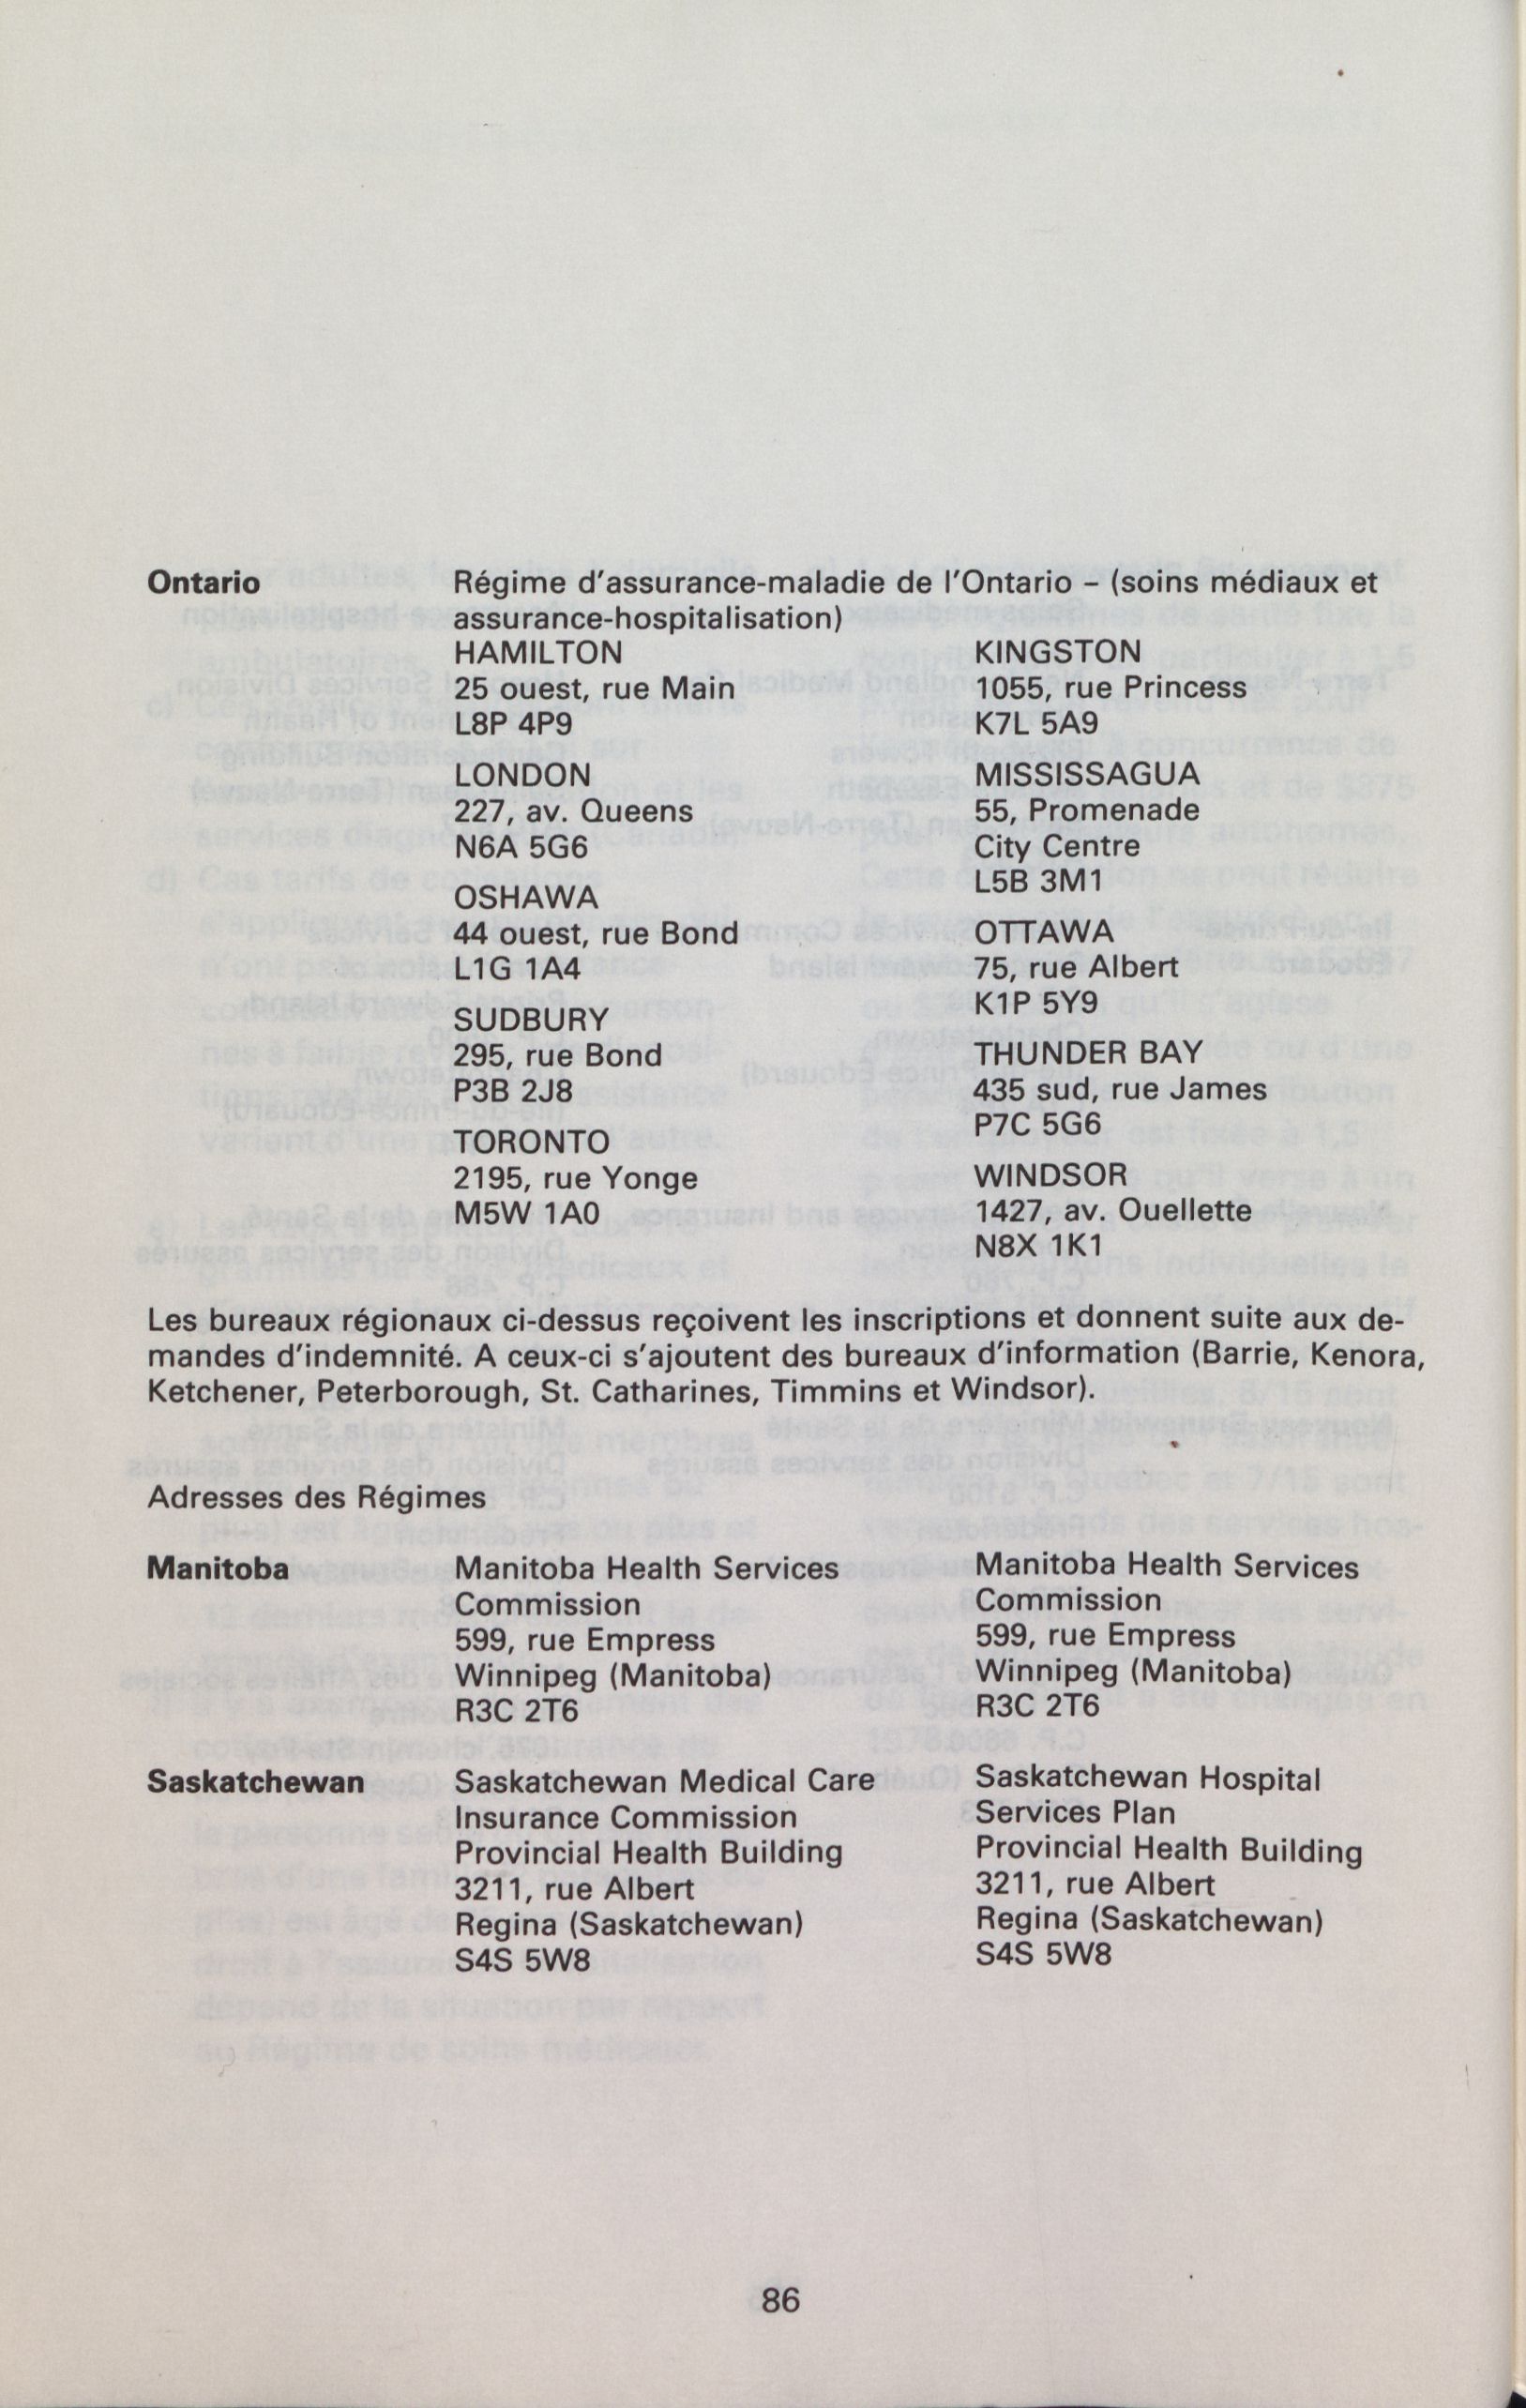 Ontario
Régime d'assurance-maladie de l'Ontario – (soins médiaux et
assurance-hospitalisation)
HAMILTON
25 ouest, rue Main
L8P 4P9
LONDON
227, av. Queens
N6A 5G6
OSHAWA
44 ouest, rue Bond
L1G 1A4
SUDBURY
295, rue Bond
P3B 2J8
TORONTO
2195, rue Yonge
M5W 1A0
KINGSTON
1055, rue Princess
K7L 5A9
MISSISSAGUA
55, Promenade
City Centre
L5B 3M1
OTTAWA
75, rue Albert
K1P 5Y9
THUNDER BAY
435 sud, rue James
P7C 5G6
WINDSOR
1427, av. Ouellette
N8X 1K1
Les bureaux régionaux ci-dessus reçoivent les inscriptions et donnent suite aux de-
mandes d'indemnité. A ceux-ci s'ajoutent des bureaux d'information (Barrie, Kenora,
Ketchener, Peterborough, St. Catharines, Timmins et Windsor).
Adresses des Régimes
Manitoba
Manitoba Health Services
Commission
599, rue Empress
Winnipeg (Manitoba)
R3C 2T6
Manitoba Health Services
Commission
599, rue Empress
Winnipeg (Manitoba)
R3C 2T6
Saskatchewan
Saskatchewan Medical Care
Insurance Commission
Provincial Health Building
3211, rue Albert
Regina (Saskatchewan)
S4S 5W8
Saskatchewan Hospital
Services Plan
Provincial Health Building
3211, rue Albert
Regina (Saskatchewan)
S4S 5W8
86